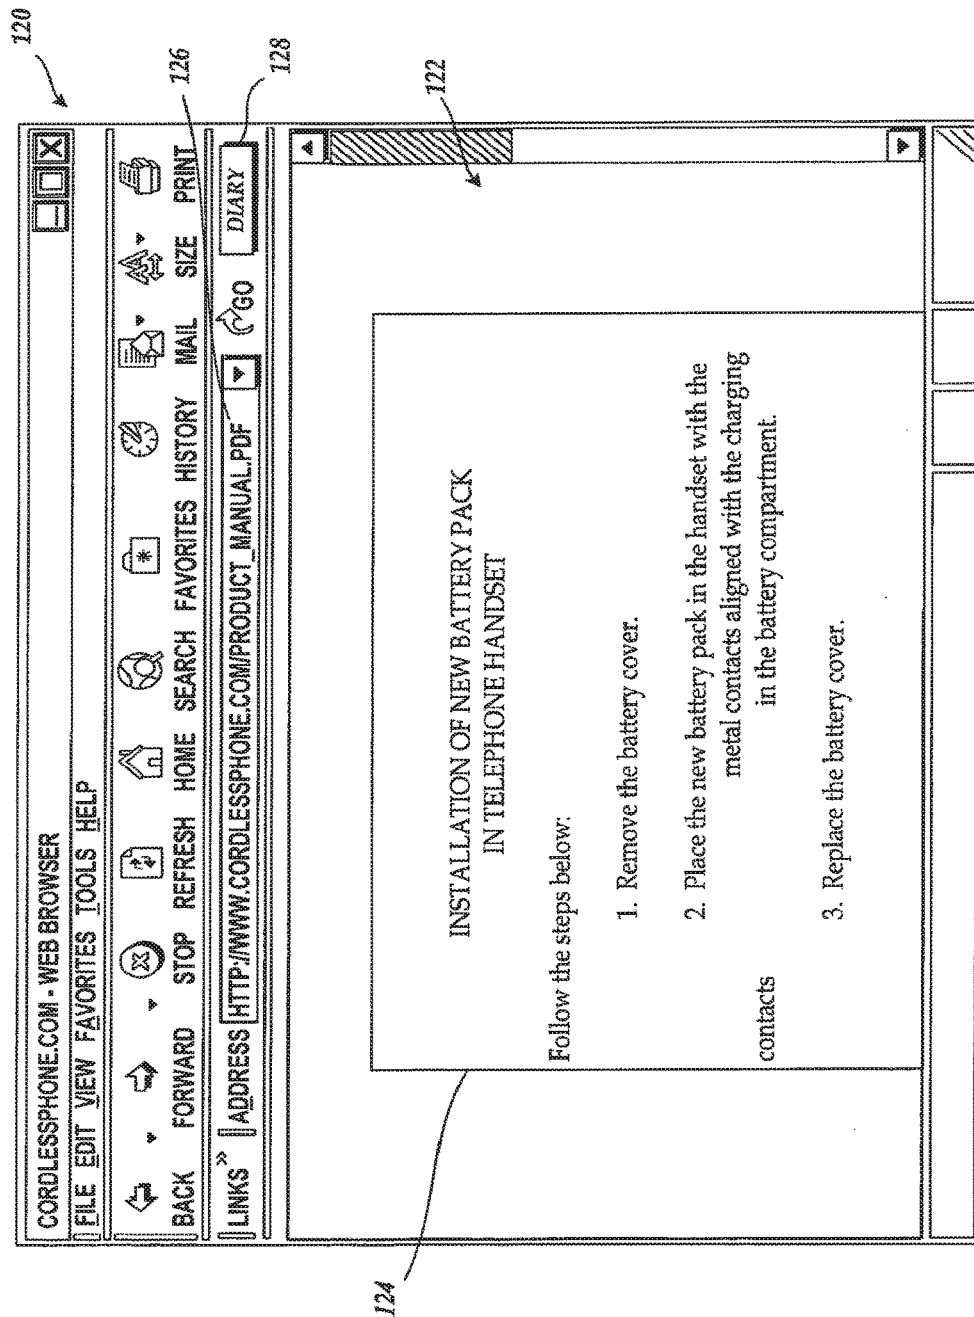 120
CORDLESSPHONE.COM - WEB BROWSER
FILE EDIT VIEW FAVORITES TOOLS HELP
BACK FORWARD STOP REFRESH HOME SEARCH FAVORITES HISTORY MAIL SIZE PRINT
126
LINKS » ADDRESS HTTP://WWW.CORDLESSPHONE.COM/PRODUCT_MANUAL.PDF GO DIARY
128
122
124
INSTALLATION OF NEW BATTERY PACK
IN TELEPHONE HANDSET
Follow the steps below:
1. Remove the battery cover.
2. Place the new battery pack in the handset with the
metal contacts aligned with the charging
contacts in the battery compartment.
3. Replace the battery cover.